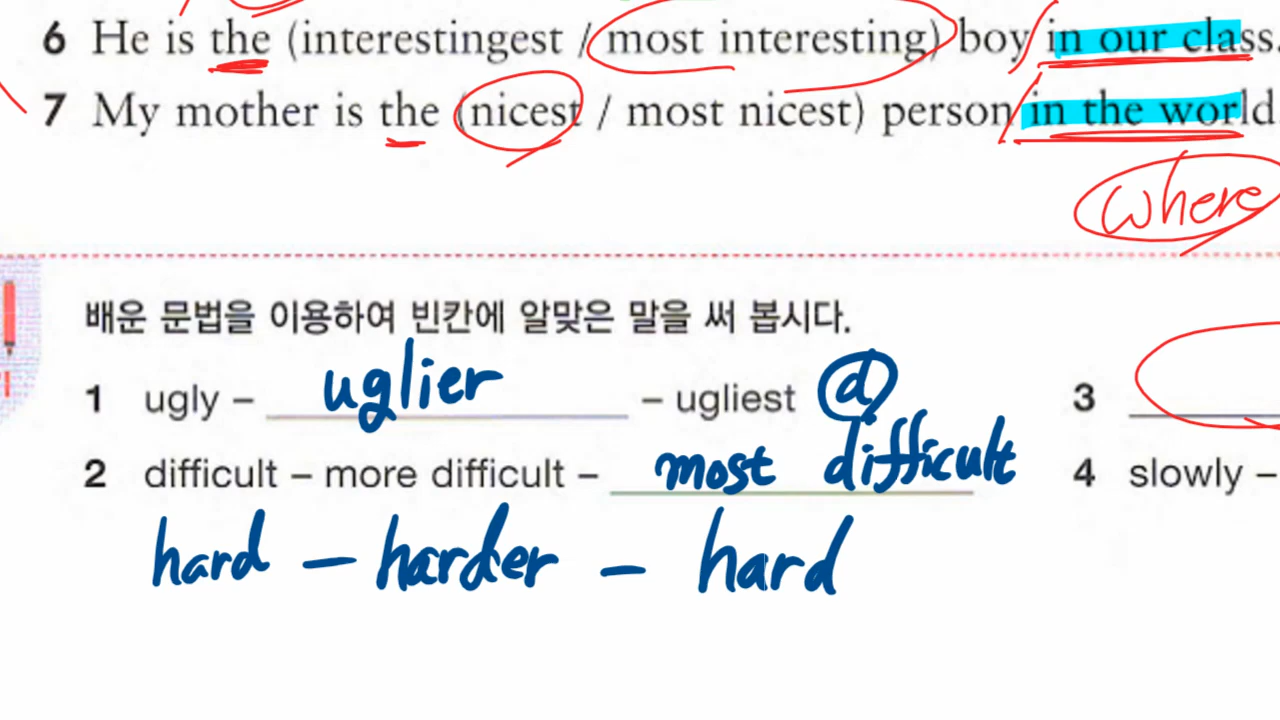 6 He is the (interestingest / most interesting) boy in our class.
7 My mother is the (nicest / most nicest) person in the world
where
배운 문법을 이용하여 빈칸에 알맞은 말을 써 봅시다.
1 ugly – uglier – ugliest ⓓ
3
2 difficult – more difficult – most difficult
4 slowly –
hard – harder – hard